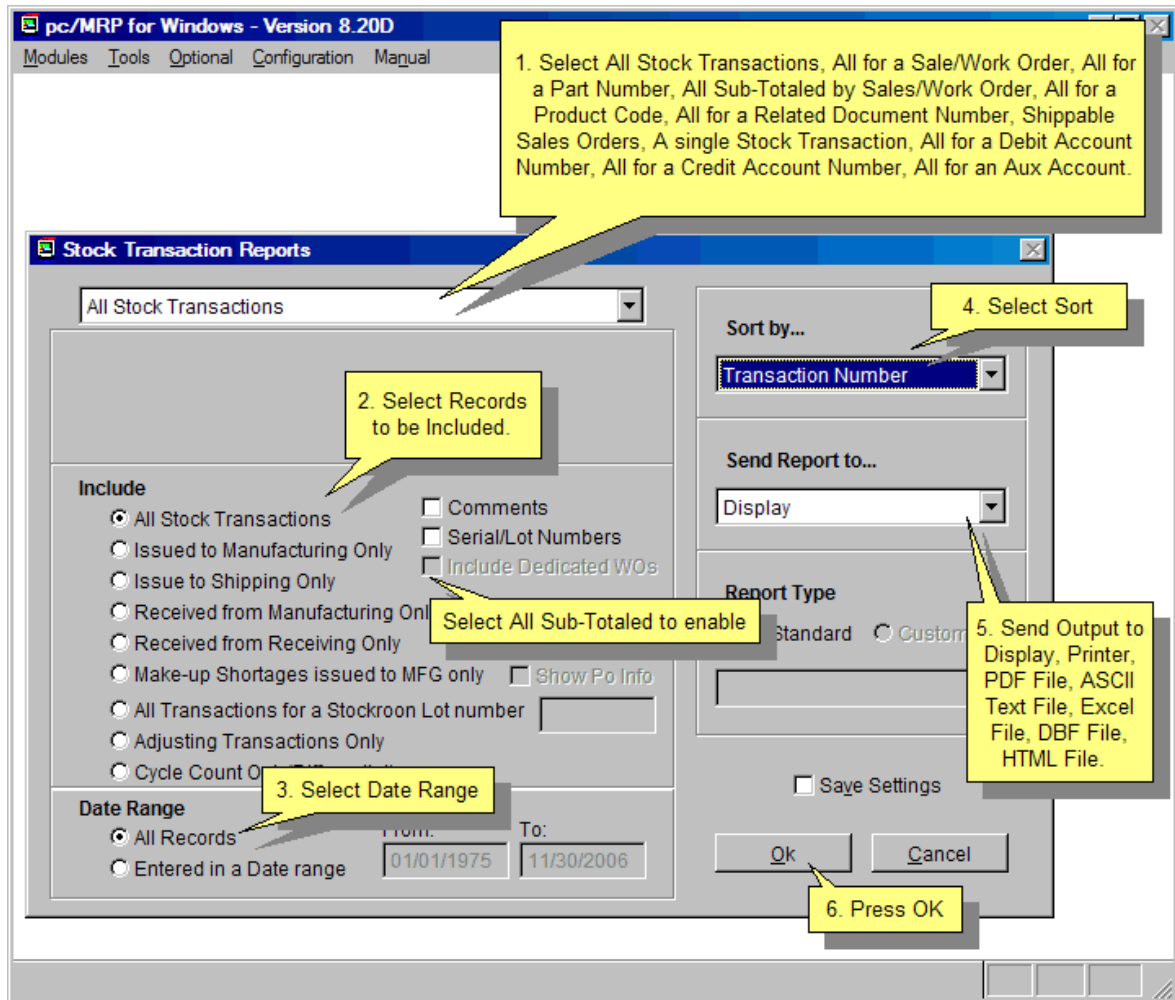 pc/MRP for Windows - Version 8.20D
Modules Tools Optional Configuration Manual
1. Select All Stock Transactions, All for a Sale/Work Order, All for
a Part Number, All Sub-Totaled by Sales/Work Order, All for a
Product Code, All for a Related Document Number, Shippable
Sales Orders, A single Stock Transaction, All for a Debit Account
Number, All for a Credit Account Number, All for an Aux Account.
Stock Transaction Reports
All Stock Transactions
2. Select Records
to be Included.
Include
All Stock Transactions
Issued to Manufacturing Only
Issue to Shipping Only
Received from Manufacturing Onl
Received from Receiving Only
Make-up Shortages issued to MFG only
Show Po Info
All Transactions for a Stockroon Lot number
Adjusting Transactions Only
Cycle Count
Comments
Serial/Lot Numbers
Include Dedicated WOs
Select All Sub-Totaled to enable
3. Select Date Range
Date Range
All Records
Entered in a Date range
From:
To:
01/01/1975
11/30/2006
4. Select Sort
Sort by...
Transaction Number
Send Report to...
Display
Report Type
Standard
Custom
5. Send Output to
Display, Printer,
PDF File, ASCII
Text File, Excel
File, DBF File,
HTML File.
Save Settings
Ok
Cancel
6. Press OK